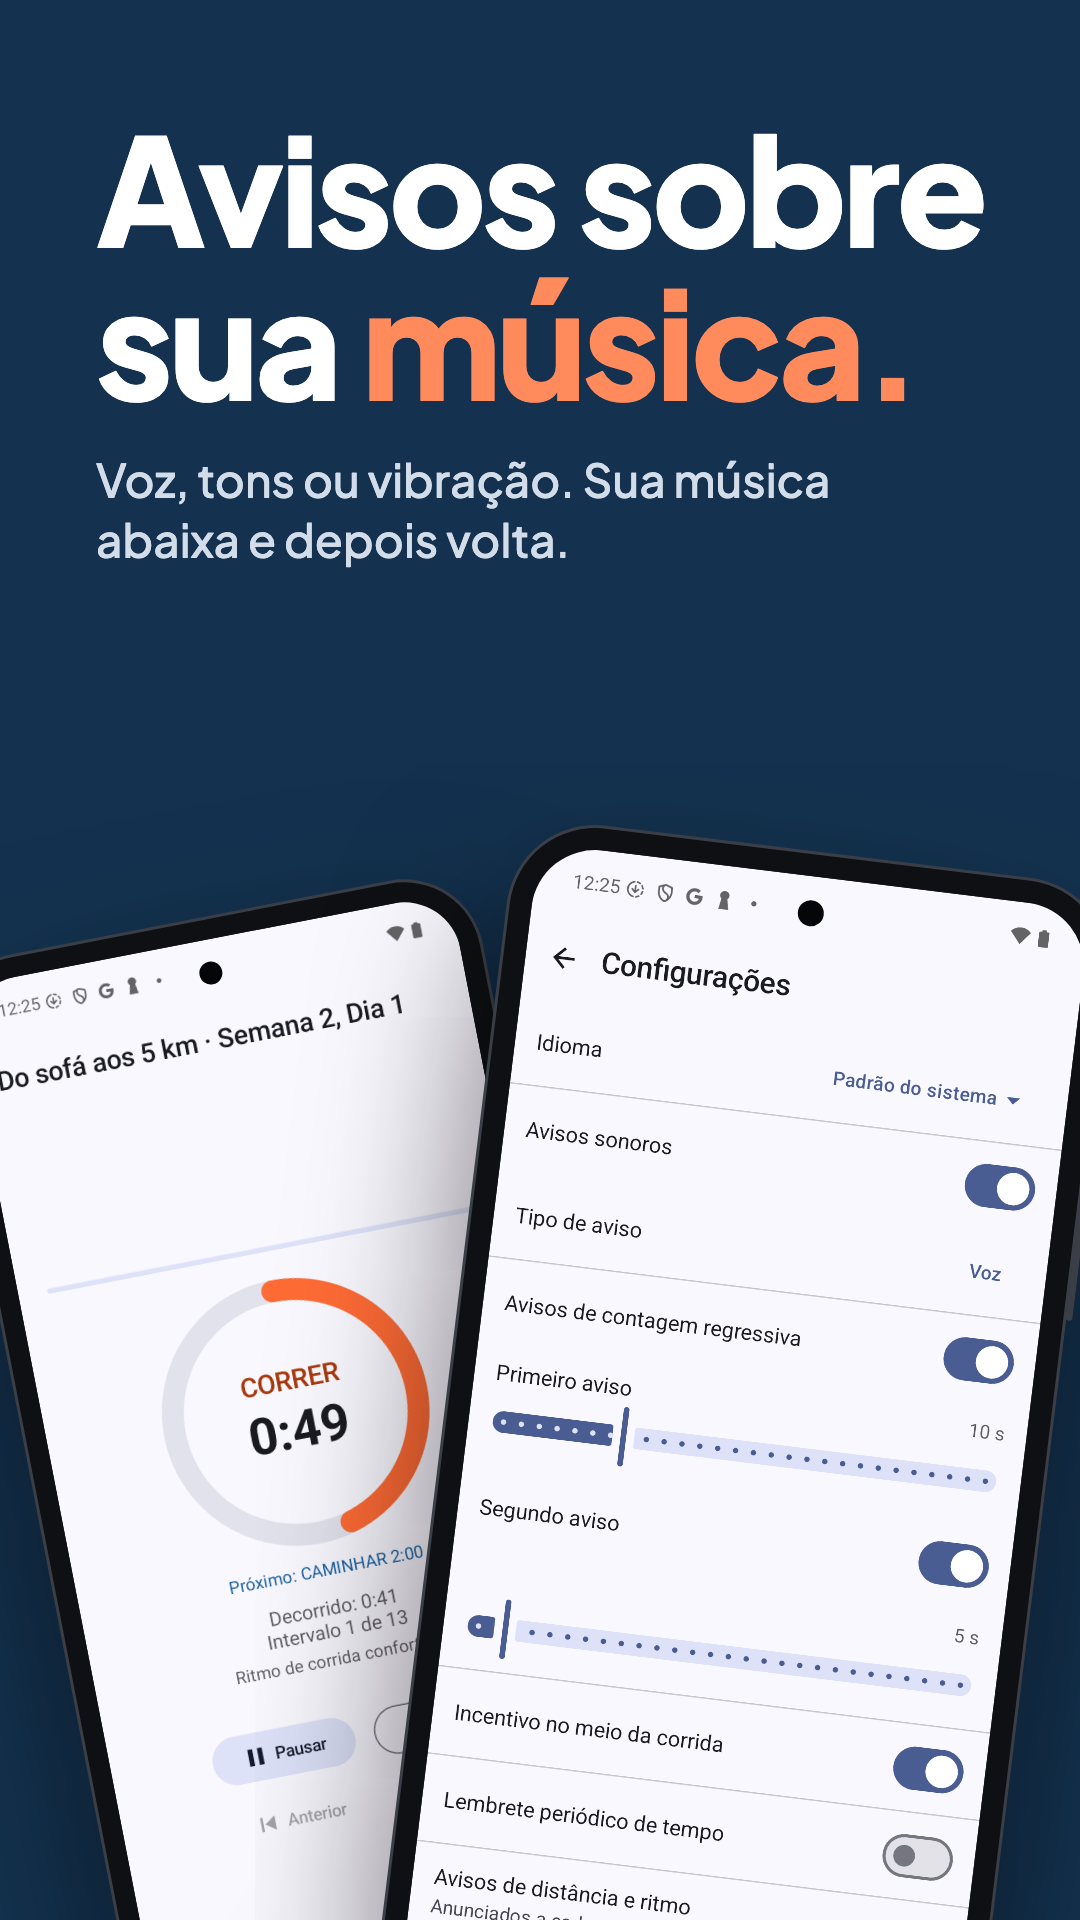 Avisos sobre
sua música.
Voz, tons ou vibração. Sua música
abaixa e depois volta.
12:25
Do sofá aos 5 km · Semana 2, Dia 1
CORRER
0:49
Próximo: CAMINHAR 2:00
Decorrido: 0:41
Intervalo 1 de 13
Ritmo de corrida
Pausar
Anterior
12:25
Configurações
Idioma
Padrão do sistema
Avisos sonoros
Tipo de aviso
Voz
Avisos de contagem regressiva
Primeiro aviso
10 s
Segundo aviso
5 s
Incentivo no meio da corrida
Lembrete periódico de tempo
Avisos de distância e ritmo
Anunciados a